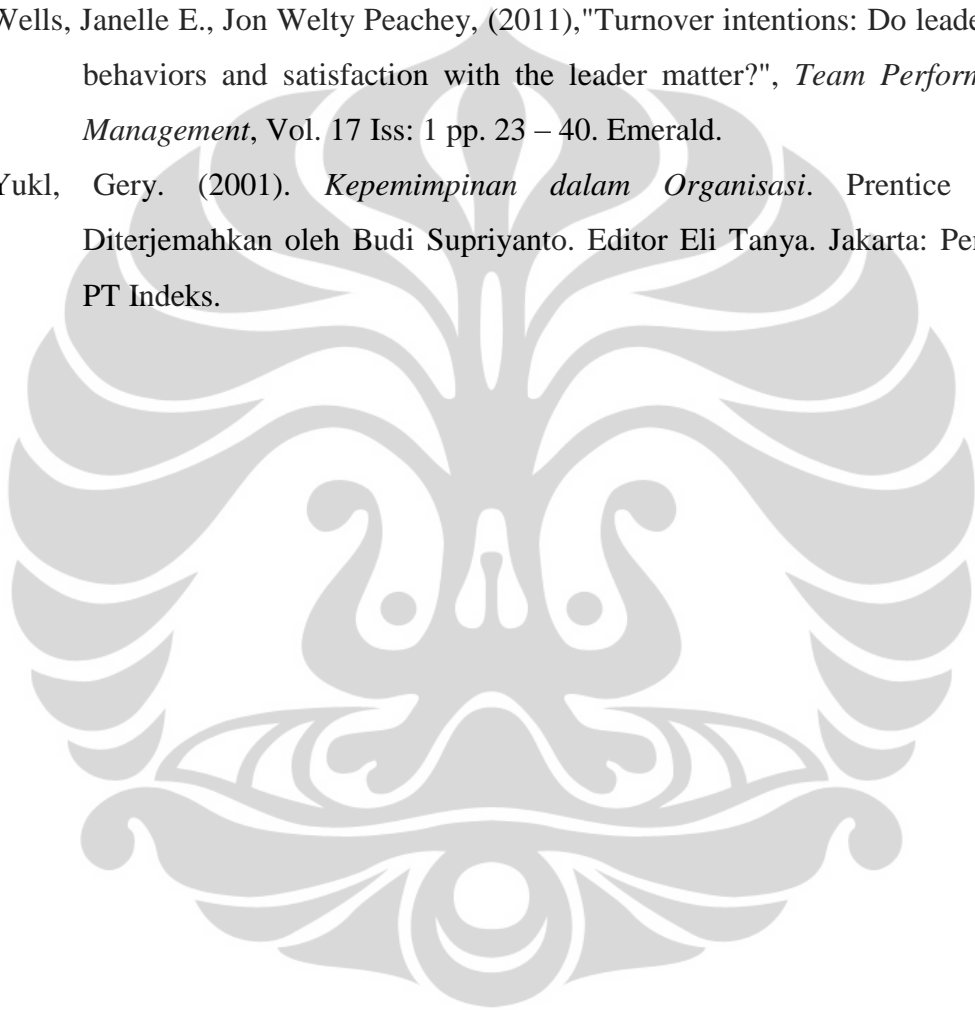 Wells, Janelle E., Jon Welty Peachey, (2011),"Turnover intentions: Do leade
behaviors and satisfaction with the leader matter?", Team Perform
Management, Vol. 17 Iss: 1 pp. 23 – 40. Emerald.
Yukl, Gery. (2001). Kepemimpinan dalam Organisasi. Prentice
Diterjemahkan oleh Budi Supriyanto. Editor Eli Tanya. Jakarta: Per
PT Indeks.